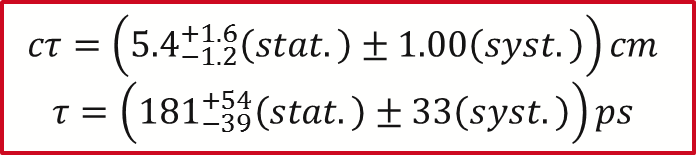 cτ = (5.4^{+1.6}_{-1.2}(stat.) ± 1.00(syst.)) cm
τ = (181^{+54}_{-39}(stat.) ± 33(syst.)) ps